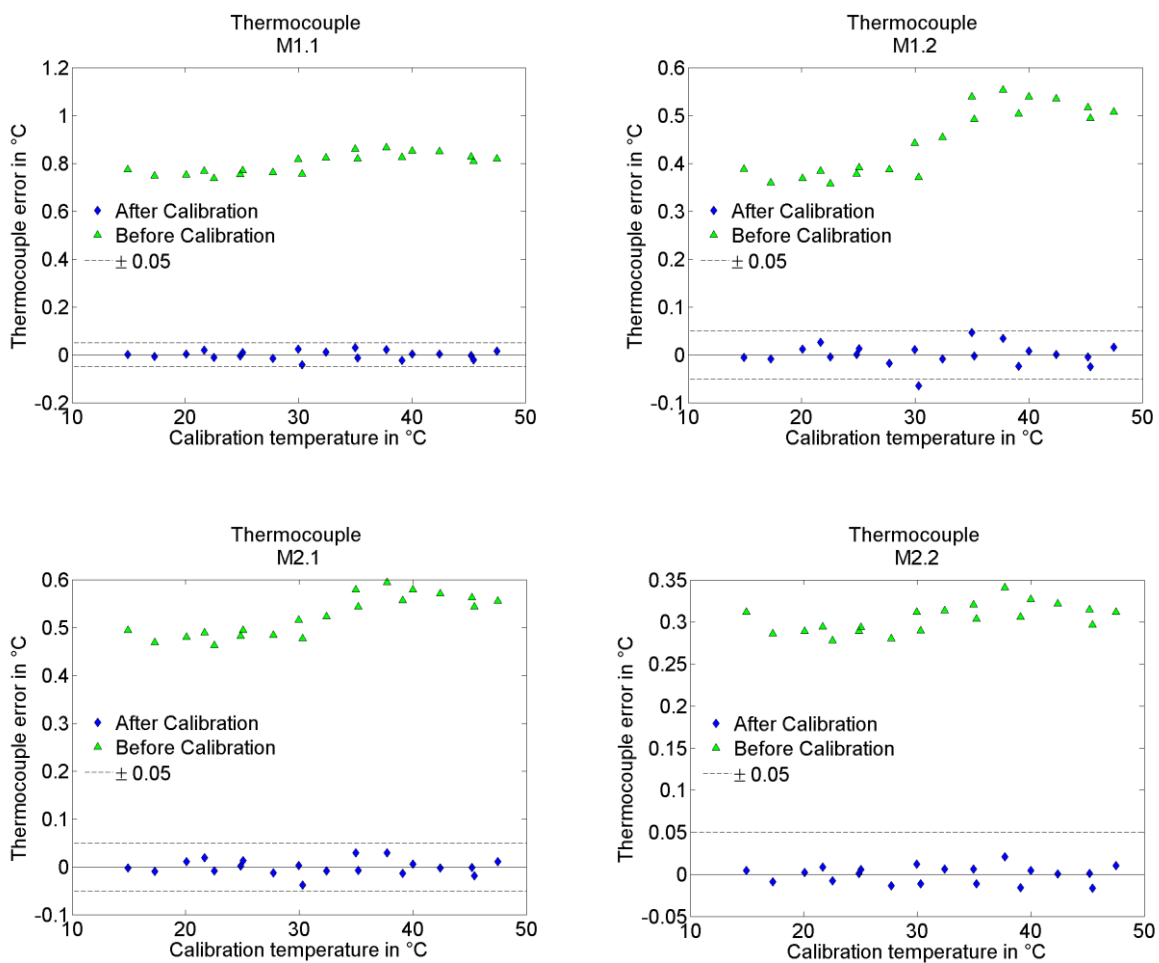 Thermocouple
M1.1
1.2
1
0.8
0.6
0.4
0.2
0
-0.2
10
20
30
40
50
Thermocouple error in °C
Calibration temperature in °C
After Calibration
Before Calibration
± 0.05
Thermocouple
M1.2
0.6
0.5
0.4
0.3
0.2
0.1
0
-0.1
10
20
30
40
50
Thermocouple error in °C
Calibration temperature in °C
After Calibration
Before Calibration
± 0.05
Thermocouple
M2.1
0.6
0.5
0.4
0.3
0.2
0.1
0
-0.1
10
20
30
40
50
Thermocouple error in °C
Calibration temperature in °C
After Calibration
Before Calibration
± 0.05
Thermocouple
M2.2
0.35
0.3
0.25
0.2
0.15
0.1
0.05
0
-0.05
10
20
30
40
50
Thermocouple error in °C
Calibration temperature in °C
After Calibration
Before Calibration
± 0.05